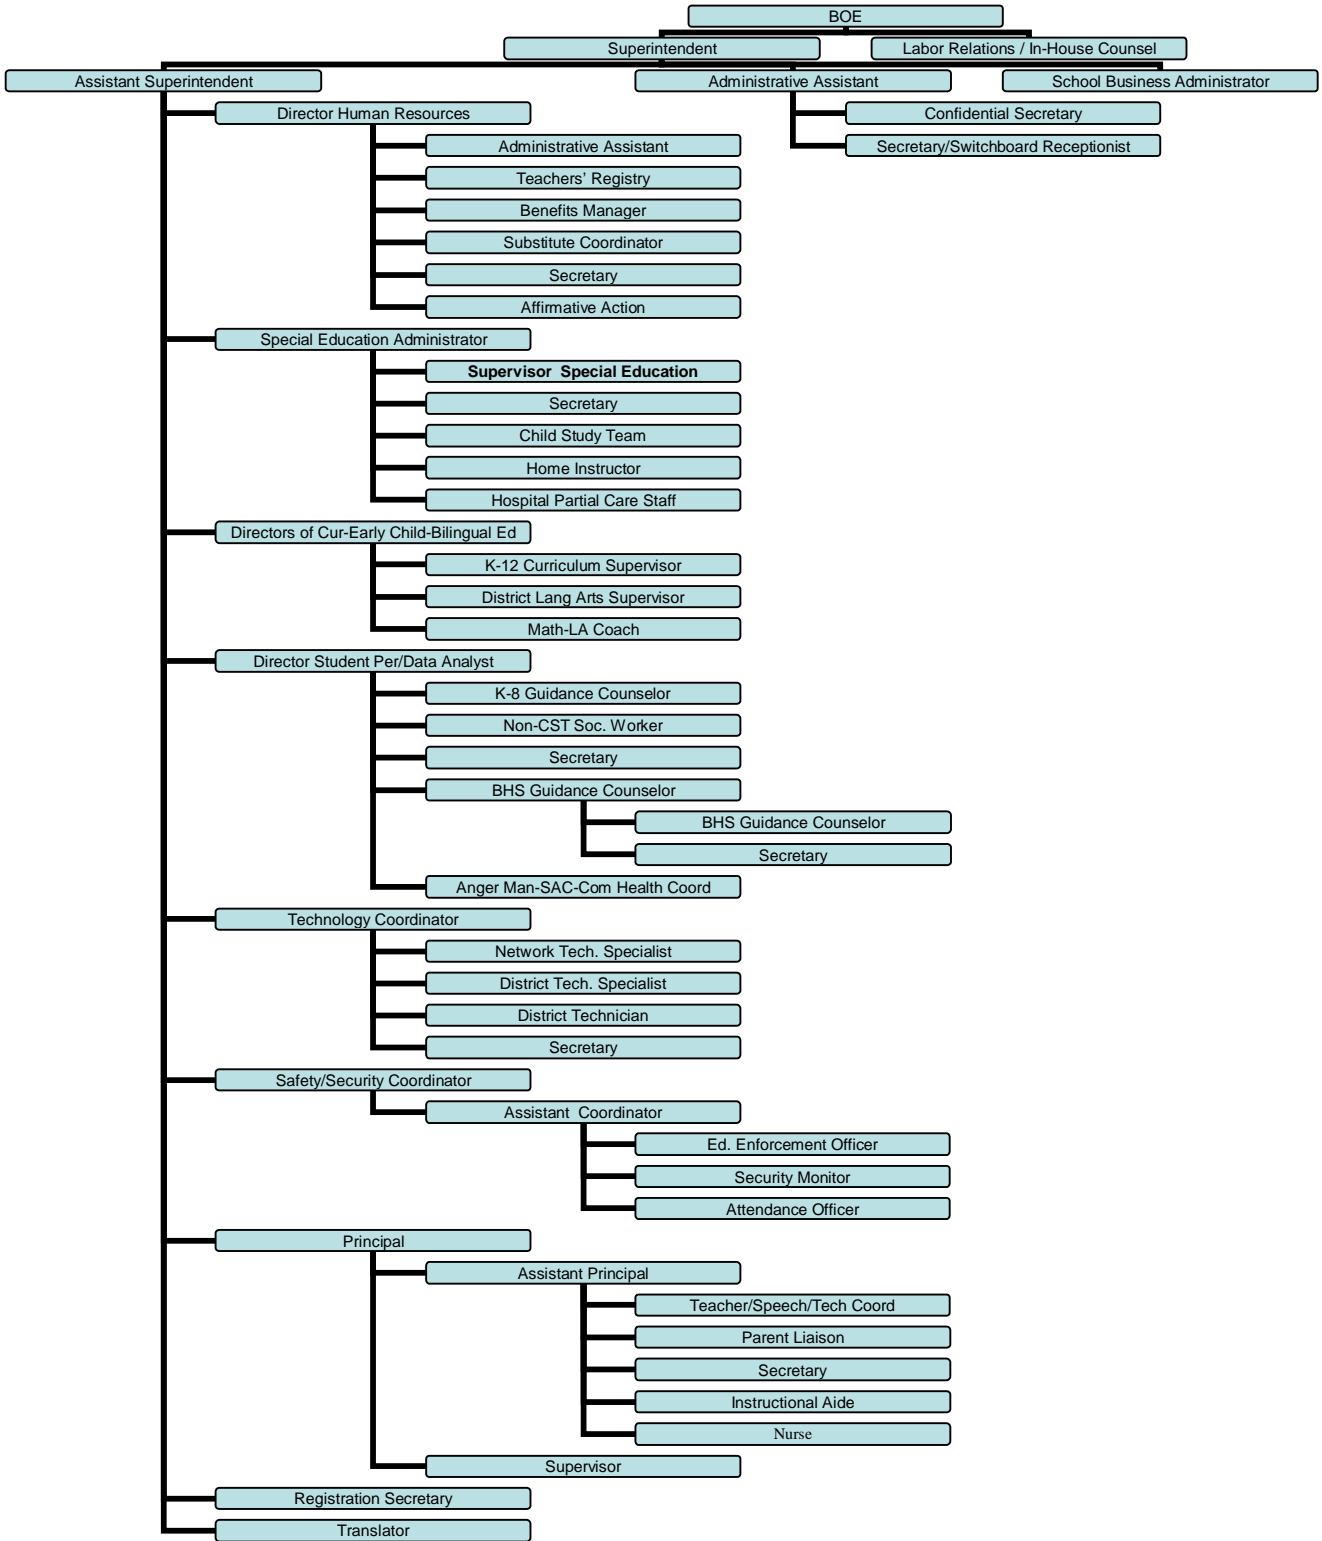 BOE
Superintendent
Labor Relations / In-House Counsel
Assistant Superintendent
Administrative Assistant
School Business Administrator
Director Human Resources
Confidential Secretary
Administrative Assistant
Secretary/Switchboard Receptionist
Teachers’ Registry
Benefits Manager
Substitute Coordinator
Secretary
Affirmative Action
Special Education Administrator
Supervisor Special Education
Secretary
Child Study Team
Home Instructor
Hospital Partial Care Staff
Directors of Cur-Early Child-Bilingual Ed
K-12 Curriculum Supervisor
District Lang Arts Supervisor
Math-LA Coach
Director Student Per/Data Analyst
K-8 Guidance Counselor
Non-CST Soc. Worker
Secretary
BHS Guidance Counselor
BHS Guidance Counselor
Secretary
Anger Man-SAC-Com Health Coord
Technology Coordinator
Network Tech. Specialist
District Tech. Specialist
District Technician
Secretary
Safety/Security Coordinator
Assistant Coordinator
Ed. Enforcement Officer
Security Monitor
Attendance Officer
Principal
Assistant Principal
Teacher/Speech/Tech Coord
Parent Liaison
Secretary
Instructional Aide
Nurse
Supervisor
Registration Secretary
Translator